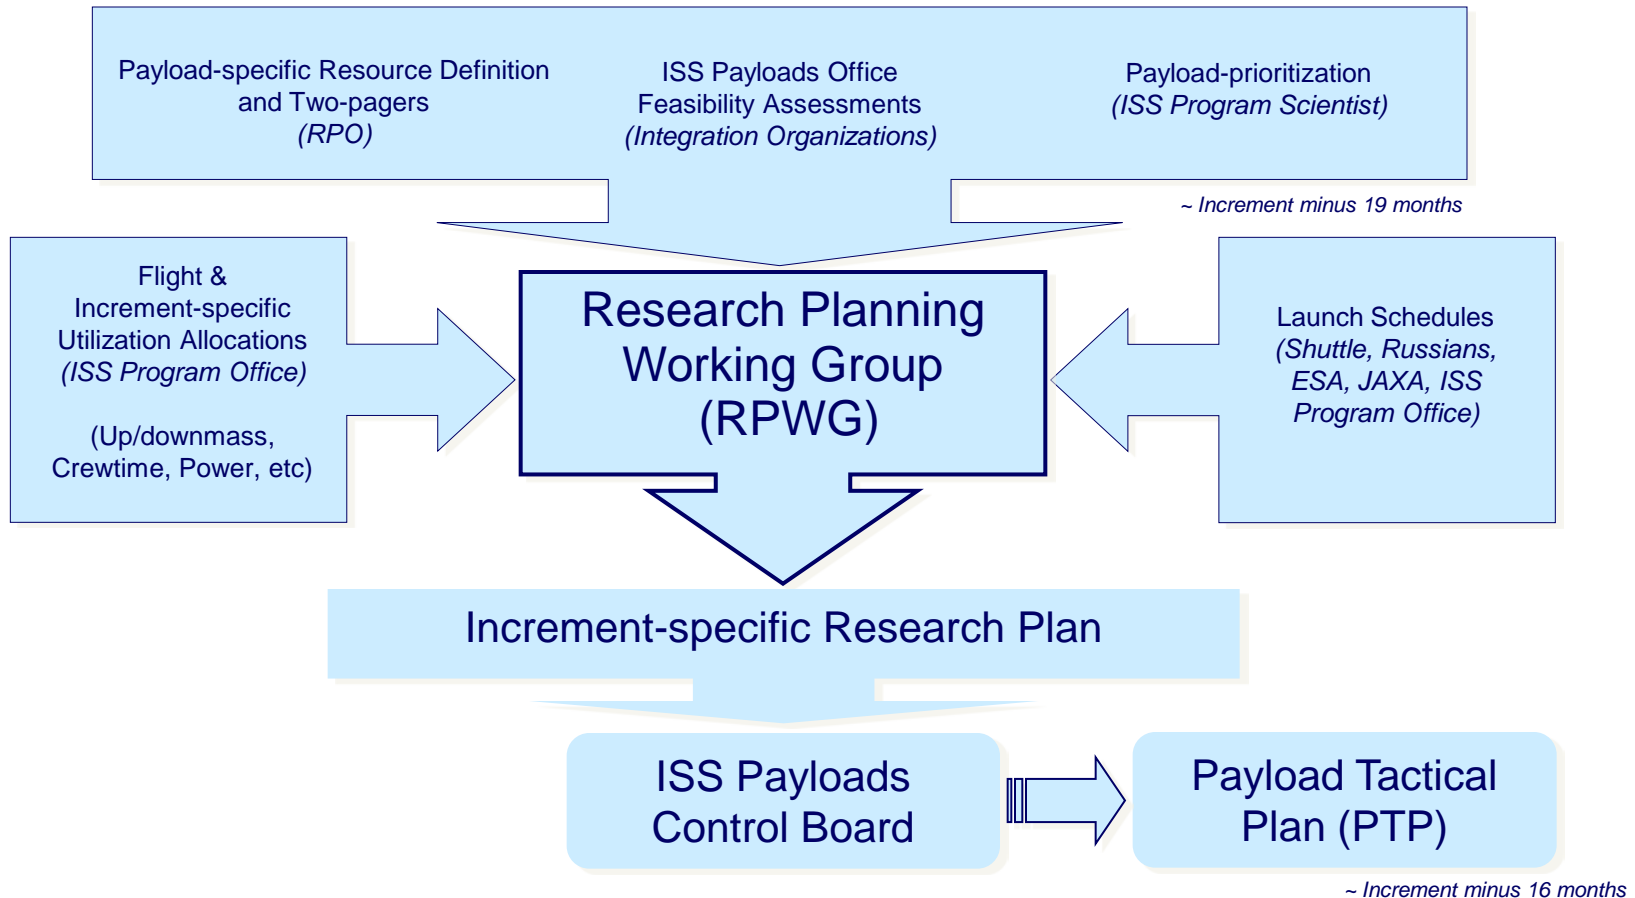 Payload-specific Resource Definition
and Two-pagers
(RPO)
ISS Payloads Office
Feasibility Assessments
(Integration Organizations)
Payload-prioritization
(ISS Program Scientist)
~ Increment minus 19 months
Flight &
Increment-specific
Utilization Allocations
(ISS Program Office)
(Up/downmass,
Crewtime, Power, etc)
Research Planning
Working Group
(RPWG)
Launch Schedules
(Shuttle, Russians,
ESA, JAXA, ISS
Program Office)
Increment-specific Research Plan
ISS Payloads
Control Board
Payload Tactical
Plan (PTP)
~ Increment minus 16 months